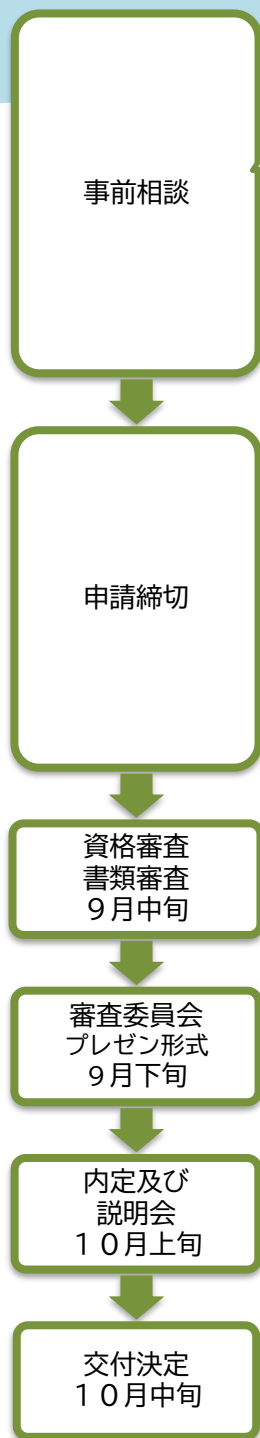 事前相談
申請締切
資格審査
書類審査
９月中旬
審査委員会
プレゼン形式
９月下旬
内定及び
説明会
１０月上旬
交付決定
１０月中旬